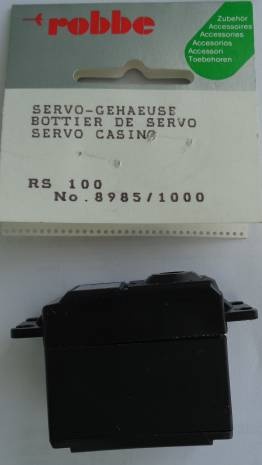 robbe
Zubehör
Accessoires
Accessories
Accesorios
Accessori
Toebehoren
SERVO-GEHAEUSE
BOTTIER DE SERVO
SERVO CASING
RS 100
No.8985/1000